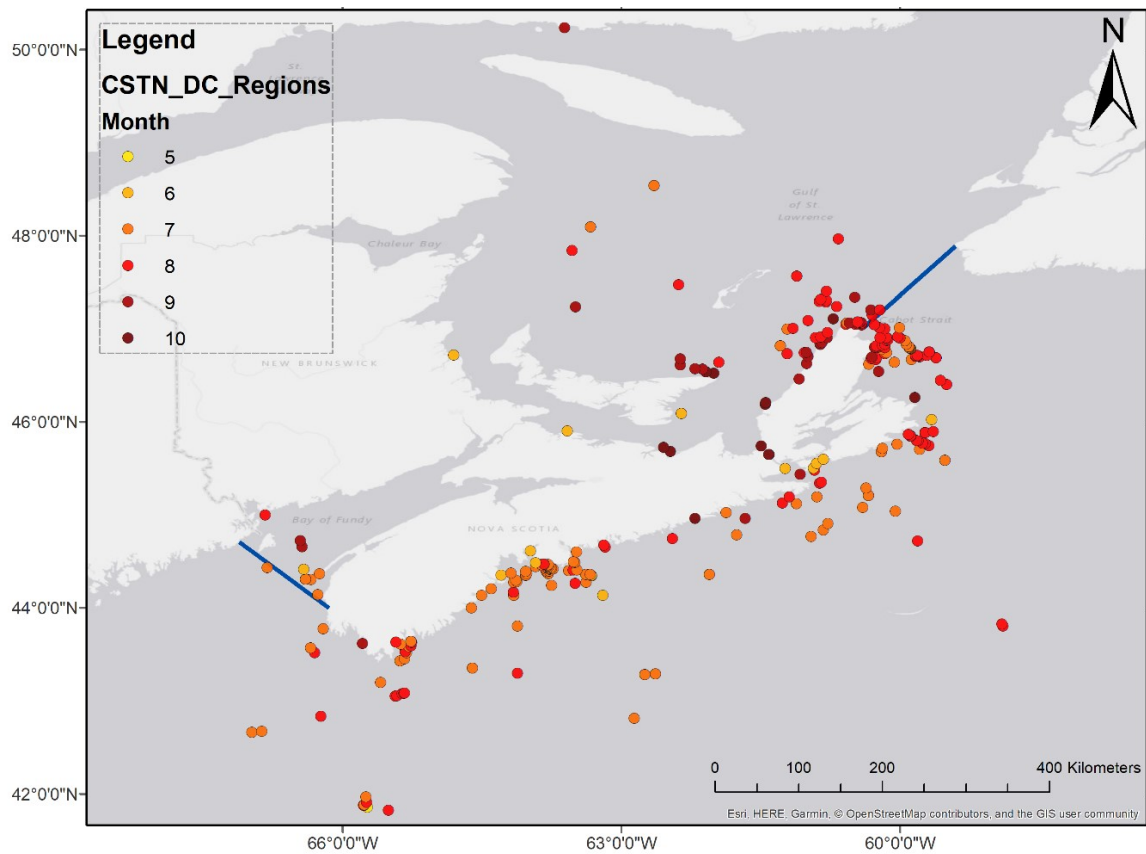 Legend
CSTN_DC_Regions
Month
5
6
7
8
9
10
N
50°0'0"N
48°0'0"N
46°0'0"N
44°0'0"N
42°0'0"N
66°0'0"W
63°0'0"W
60°0'0"W
St.
Gulf
of St.
Lawrence
Chaleur Bay
Cabot Strait
NEW BRUNSWICK
Bay of Fundy
NOVA SCOTIA
0 100 200 400 Kilometers
Esri, HERE, Garmin, © OpenStreetMap contributors, and the GIS user community